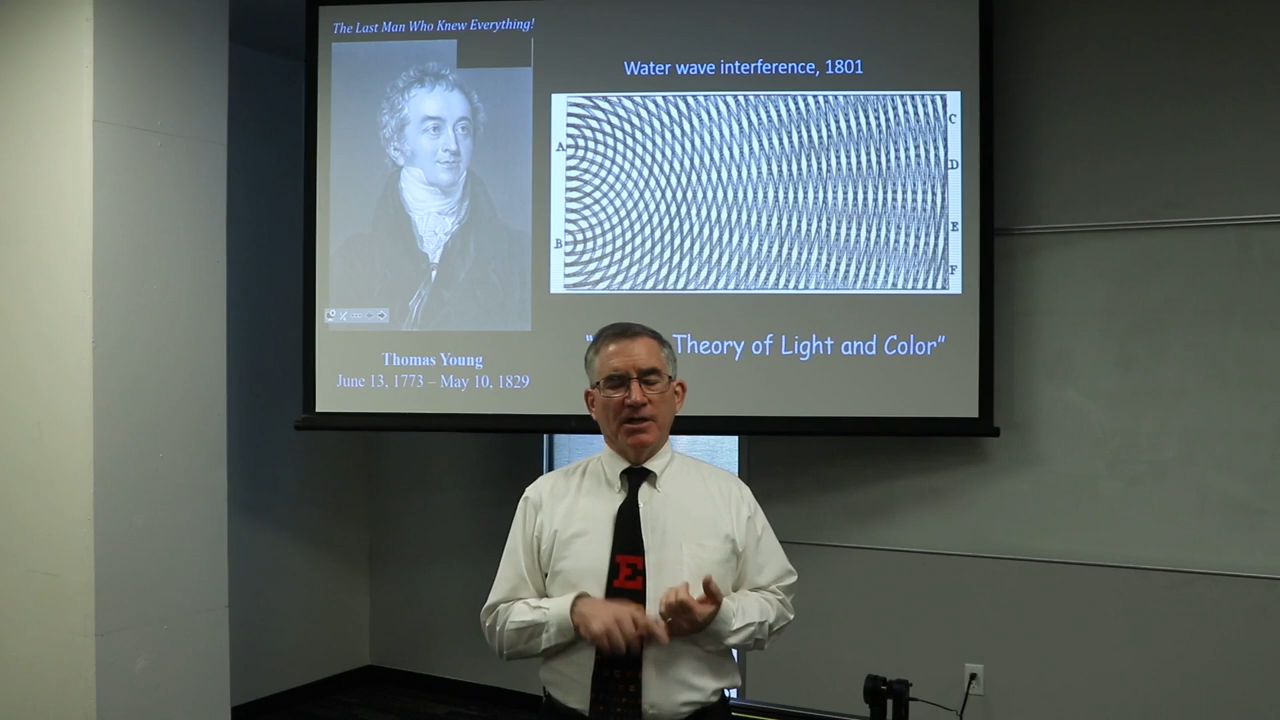 The Last Man Who Knew Everything!
Water wave interference, 1801
A
B
C
D
E
F
Thomas Young
June 13, 1773 – May 10, 1829
Theory of Light and Color"
E